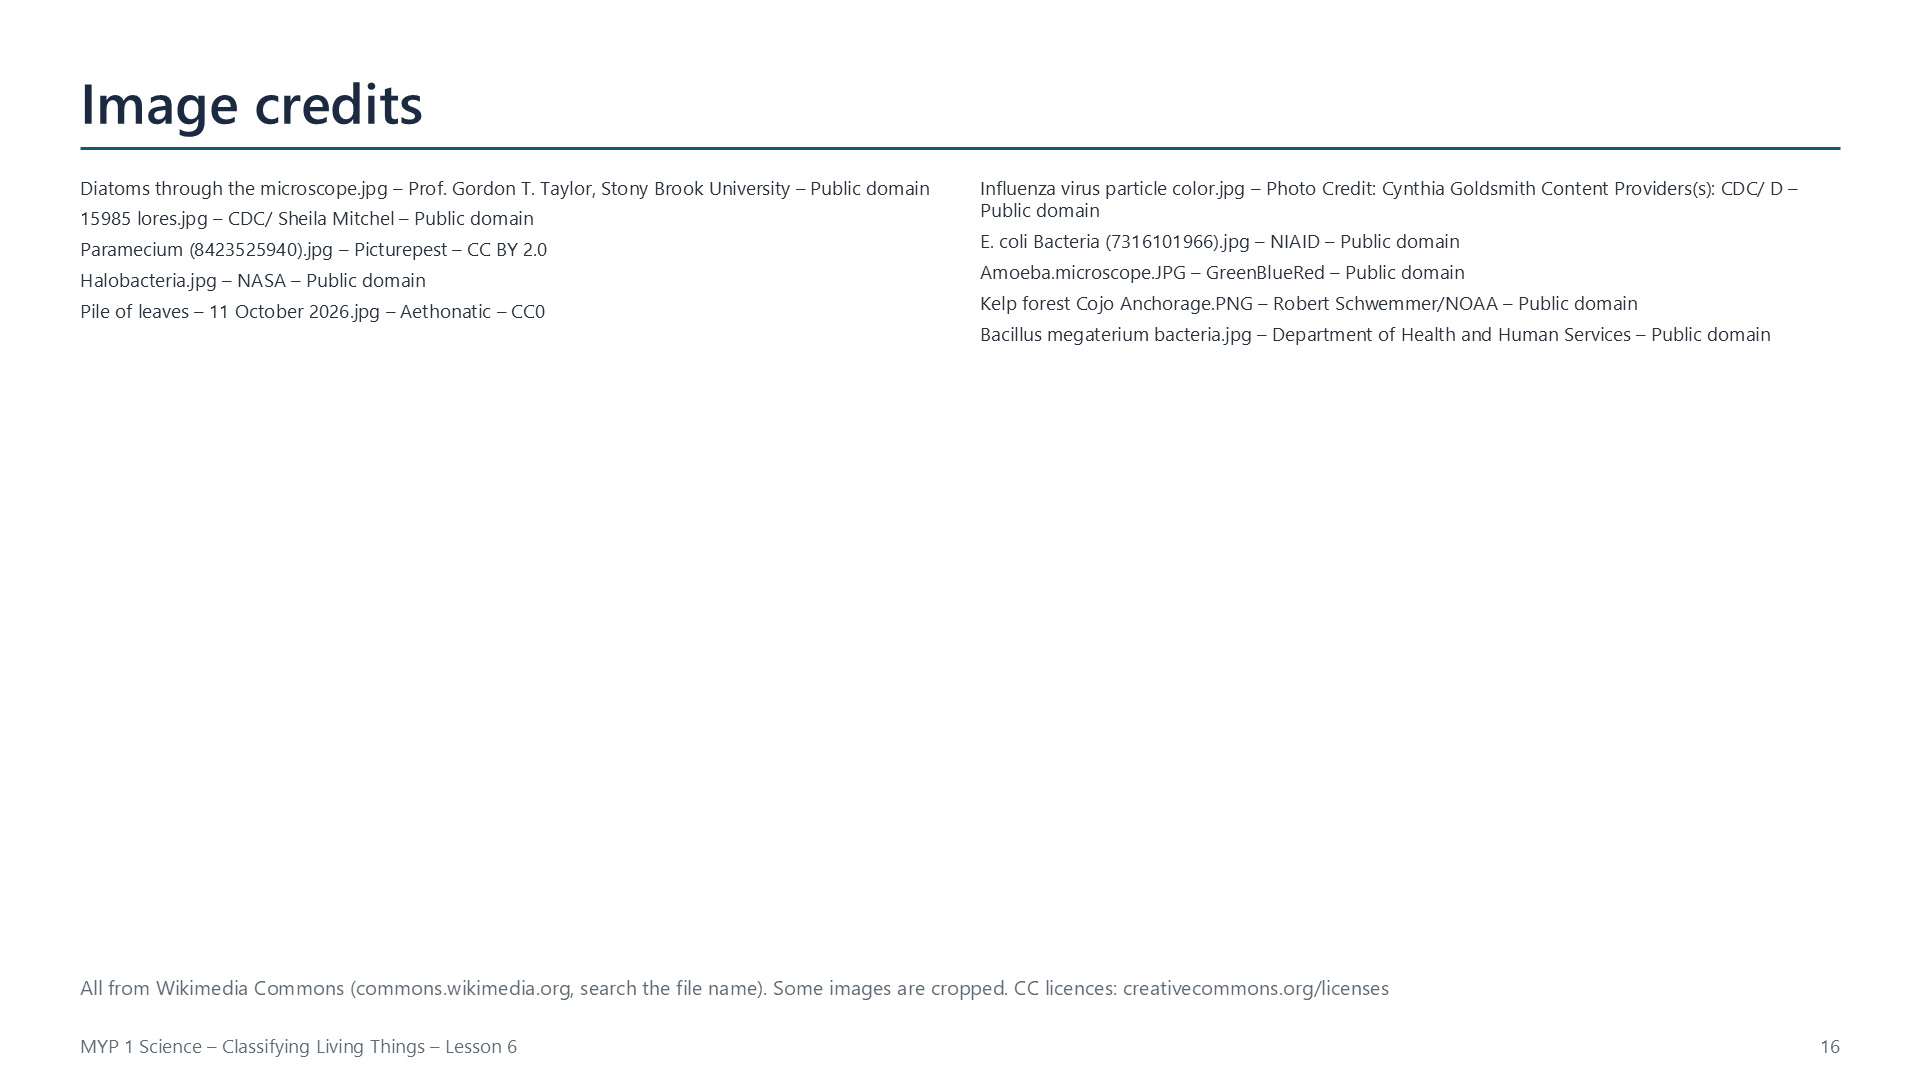 Image credits
Diatoms through the microscope.jpg – Prof. Gordon T. Taylor, Stony Brook University – Public domain
15985 lores.jpg – CDC/ Sheila Mitchel – Public domain
Paramecium (8423525940).jpg – Picturepest – CC BY 2.0
Halobacteria.jpg – NASA – Public domain
Pile of leaves – 11 October 2026.jpg – Aethonatic – CC0
Influenza virus particle color.jpg – Photo Credit: Cynthia Goldsmith Content Providers(s): CDC/ D –
Public domain
E. coli Bacteria (7316101966).jpg – NIAID – Public domain
Amoeba.microscope.JPG – GreenBlueRed – Public domain
Kelp forest Cojo Anchorage.PNG – Robert Schwemmer/NOAA – Public domain
Bacillus megaterium bacteria.jpg – Department of Health and Human Services – Public domain
All from Wikimedia Commons (commons.wikimedia.org, search the file name). Some images are cropped. CC licences: creativecommons.org/licenses
MYP 1 Science – Classifying Living Things – Lesson 6
16